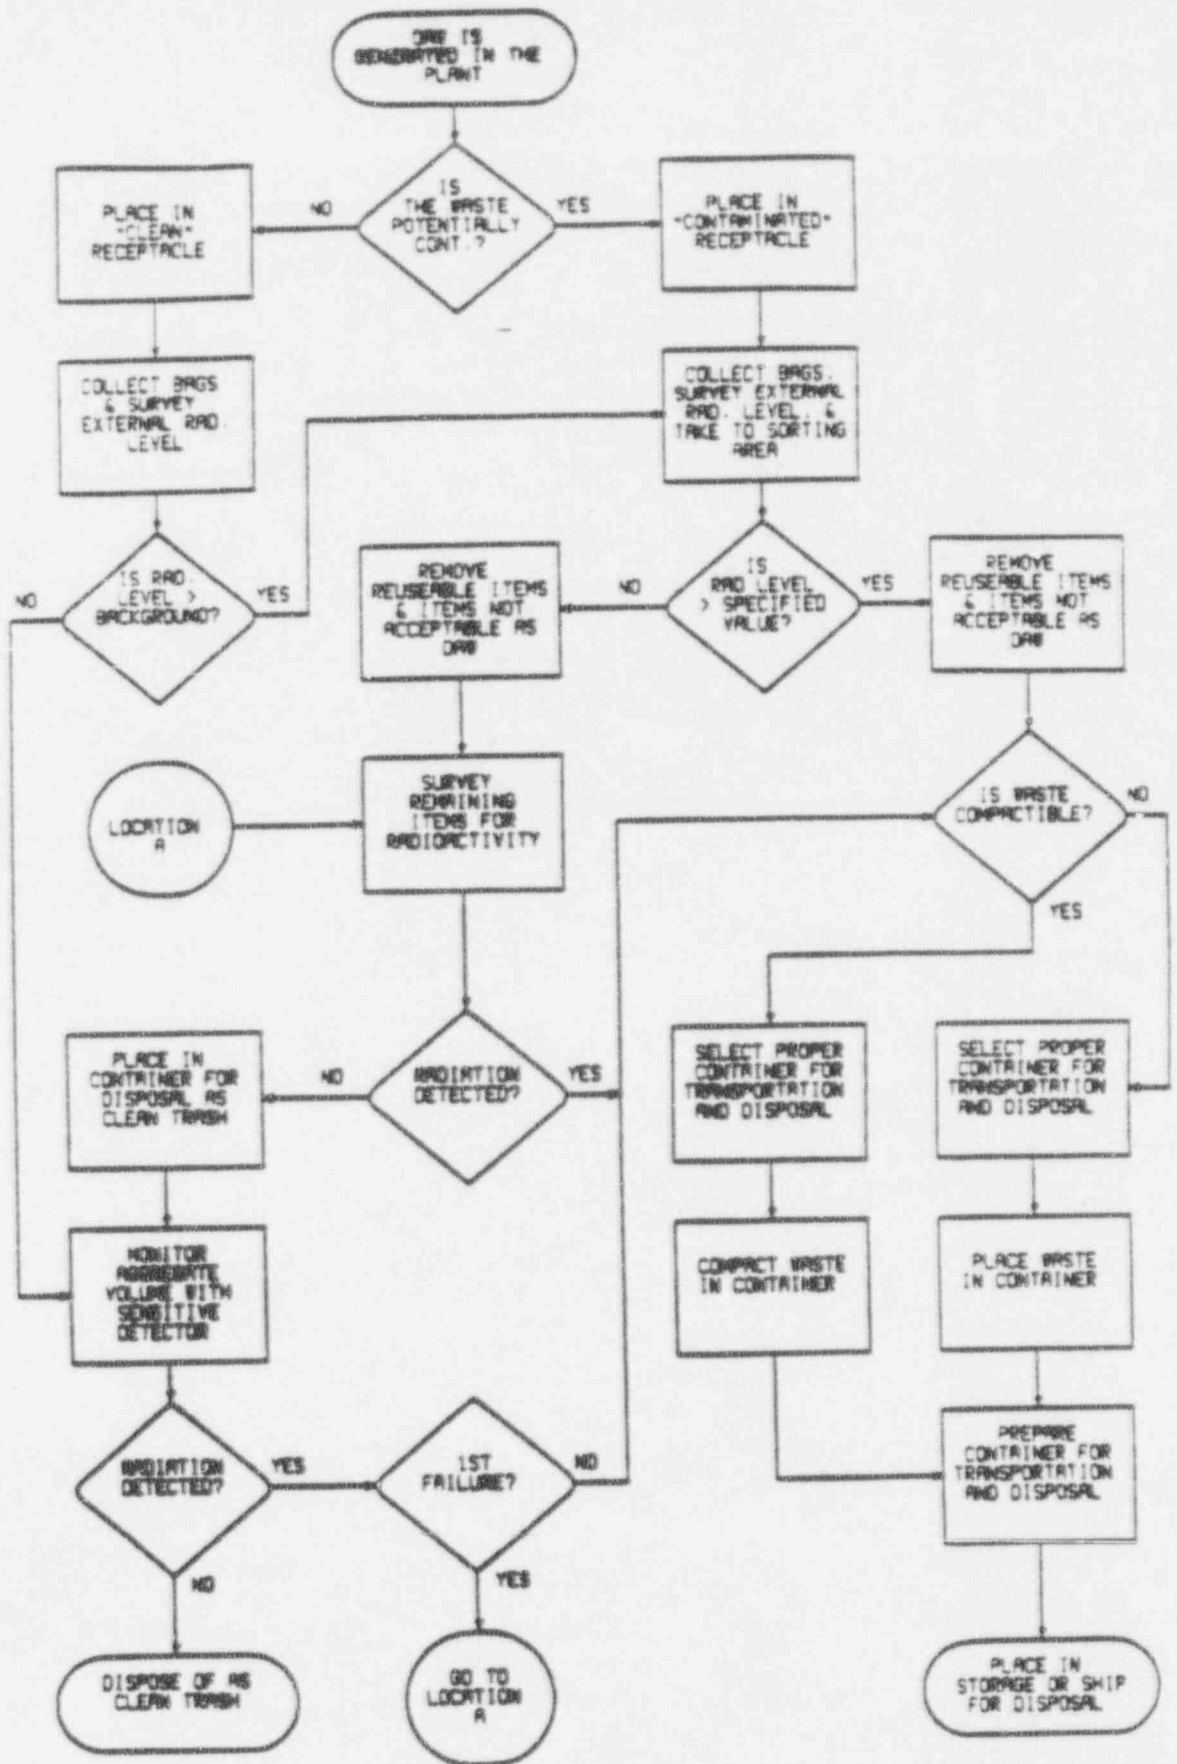 DAW IS
GENERATED IN THE
PLANT
IS
THE WASTE
POTENTIALLY
CONT.?
NO
YES
PLACE IN
"CLEAN"
RECEPTACLE
PLACE IN
"CONTAMINATED"
RECEPTACLE
COLLECT BAGS
& SURVEY
EXTERNAL RAD.
LEVEL
COLLECT BAGS,
SURVEY EXTERNAL
RAD. LEVEL, &
TAKE TO SORTING
AREA
IS RAD.
LEVEL >
BACKGROUND?
NO
YES
REMOVE
REUSEABLE ITEMS
& ITEMS NOT
ACCEPTABLE AS
DAW
NO
IS
RAD LEVEL
> SPECIFIED
VALUE?
YES
REMOVE
REUSEABLE ITEMS
& ITEMS NOT
ACCEPTABLE AS
DAW
LOCATION
A
SURVEY
REMAINING
ITEMS FOR
RADIOACTIVITY
IS WASTE
COMPACTIBLE?
NO
YES
PLACE IN
CONTAINER FOR
DISPOSAL AS
CLEAN TRASH
NO
RADIATION
DETECTED?
YES
SELECT PROPER
CONTAINER FOR
TRANSPORTATION
AND DISPOSAL
SELECT PROPER
CONTAINER FOR
TRANSPORTATION
AND DISPOSAL
MONITOR
AGGREGATE
VOLUME WITH
SENSITIVE
DETECTOR
COMPACT WASTE
IN CONTAINER
PLACE WASTE
IN CONTAINER
RADIATION
DETECTED?
YES
NO
1ST
FAILURE?
NO
YES
PREPARE
CONTAINER FOR
TRANSPORTATION
AND DISPOSAL
DISPOSE OF AS
CLEAN TRASH
GO TO
LOCATION
A
PLACE IN
STORAGE OR SHIP
FOR DISPOSAL